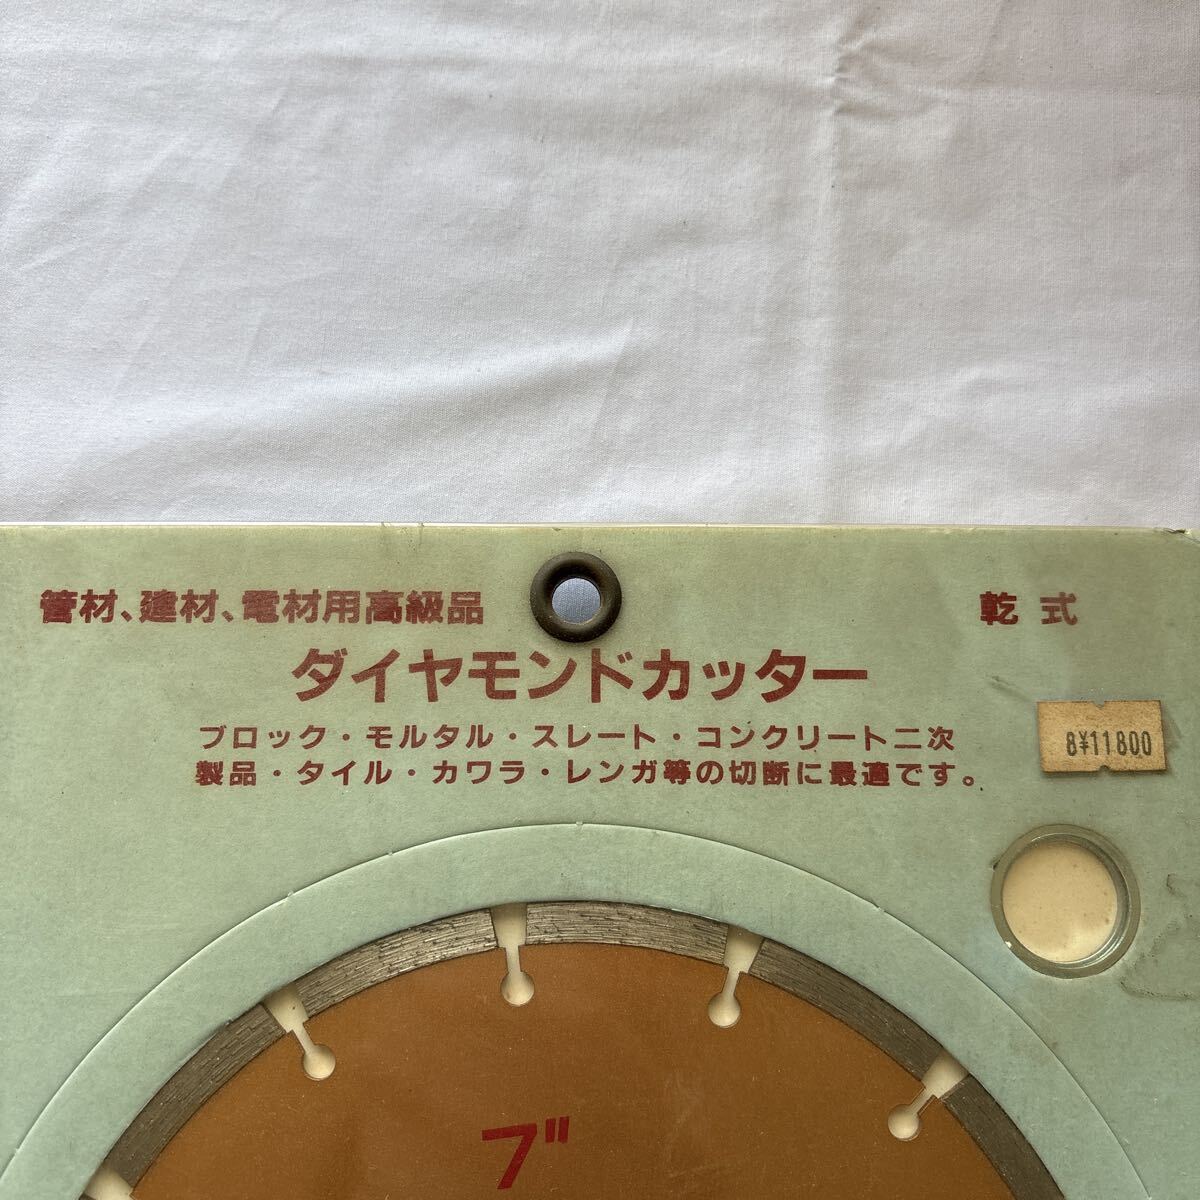 管材、建材、電材用高級品
乾式
ダイヤモンドカッター
ブロック・モルタル・スレート・コンクリート二次
製品・タイル・カワラ・レンガ等の切断に最適です。
8¥11800
7"